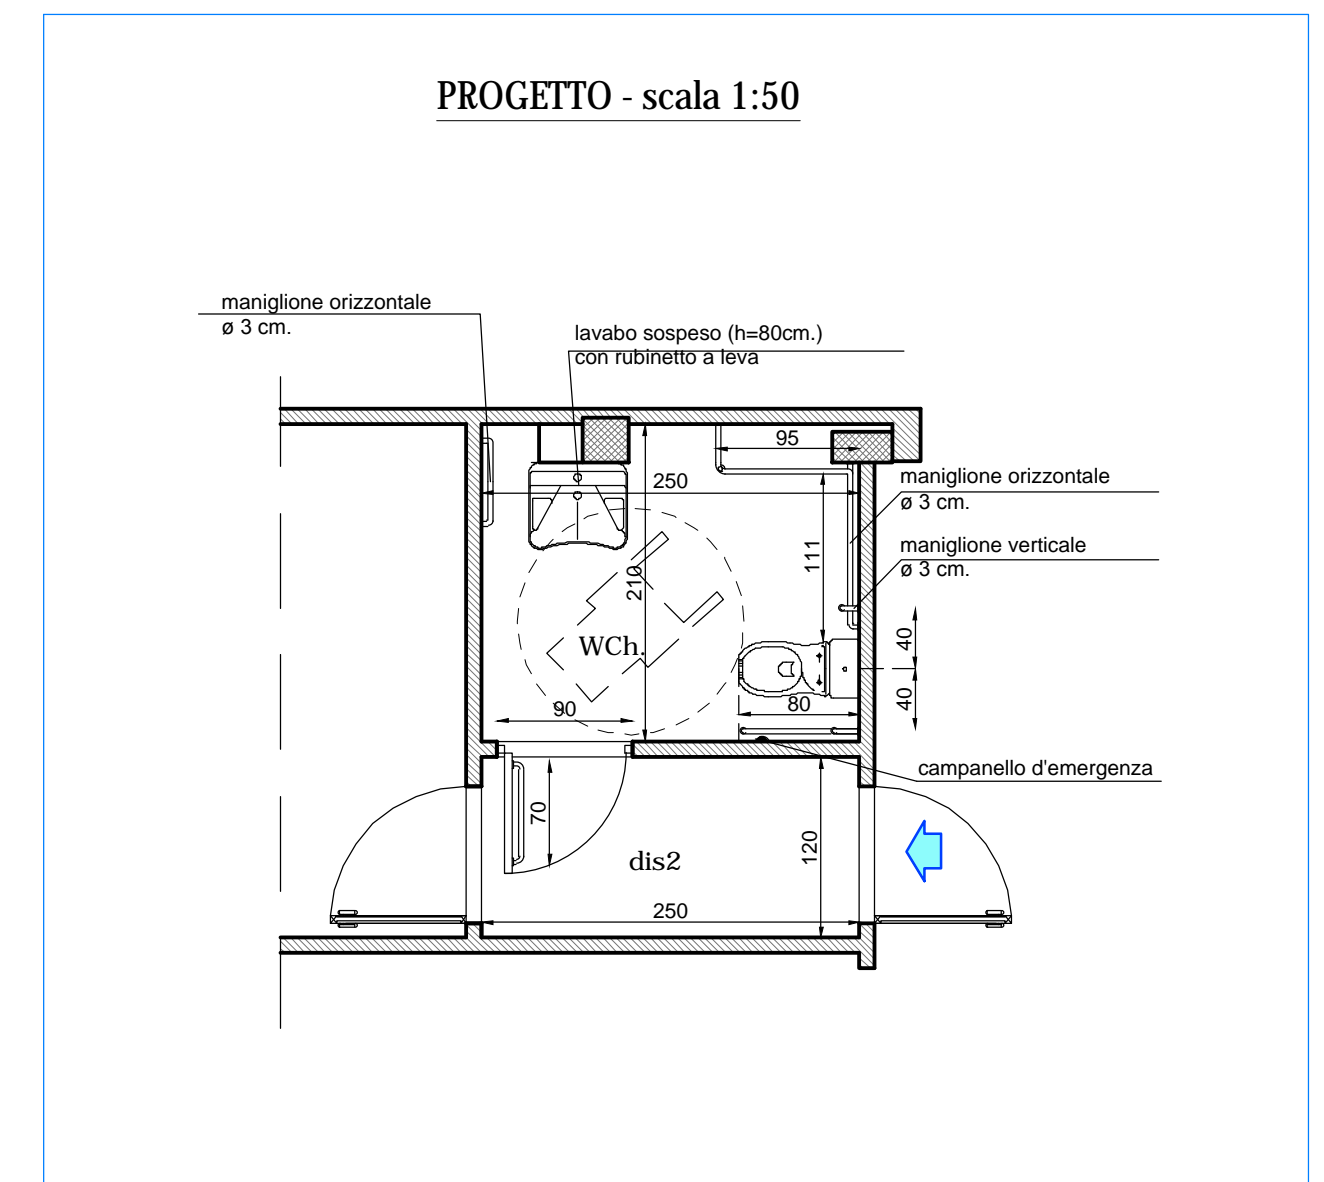 PROGETTO - scala 1:50
maniglione orizzontale
ø 3 cm.
lavabo sospeso (h=80cm.)
con rubinetto a leva
95
250
maniglione orizzontale
ø 3 cm.
111
maniglione verticale
ø 3 cm.
210
40
WCh.
40
90
80
campanello d'emergenza
70
120
dis2
250